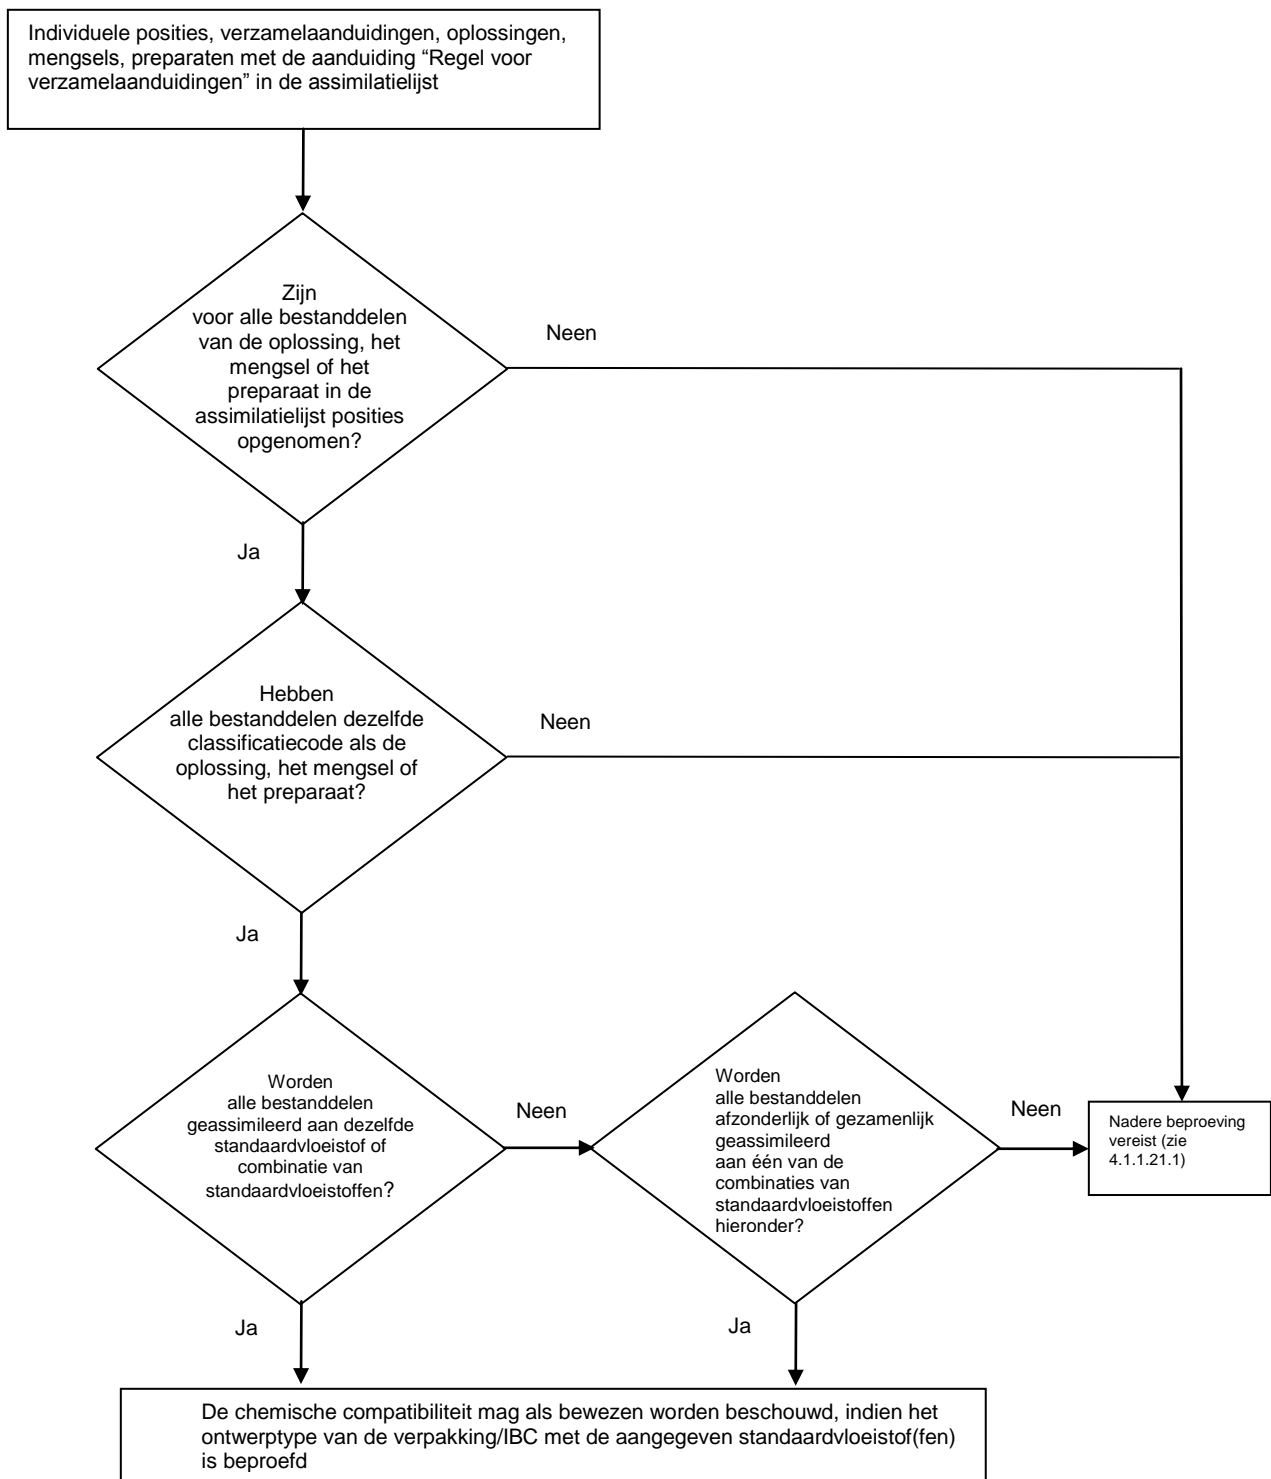 Individuele posities, verzamelaanduidingen, oplossingen,
mengsels, preparaten met de aanduiding “Regel voor
verzamelaanduidingen” in de assimilatielijst
Zijn
voor alle bestanddelen
van de oplossing, het
mengsel of het
preparaat in de
assimilatielijst posities
opgenomen?
Neen
Ja
Hebben
alle bestanddelen dezelfde
classificatiecode als de
oplossing, het mengsel of
het preparaat?
Neen
Ja
Worden
alle bestanddelen
geassimileerd aan dezelfde
standaardvloeistof of
combinatie van
standaardvloeistoffen?
Neen
Worden
alle bestanddelen
afzonderlijk of gezamenlijk
geassimileerd
aan één van de
combinaties van
standaardvloeistoffen
hieronder?
Neen
Nadere beproeving
vereist (zie
4.1.1.21.1)
Ja
Ja
De chemische compatibiliteit mag als bewezen worden beschouwd, indien het
ontwerptype van de verpakking/IBC met de aangegeven standaardvloeistof(fen)
is beproefd